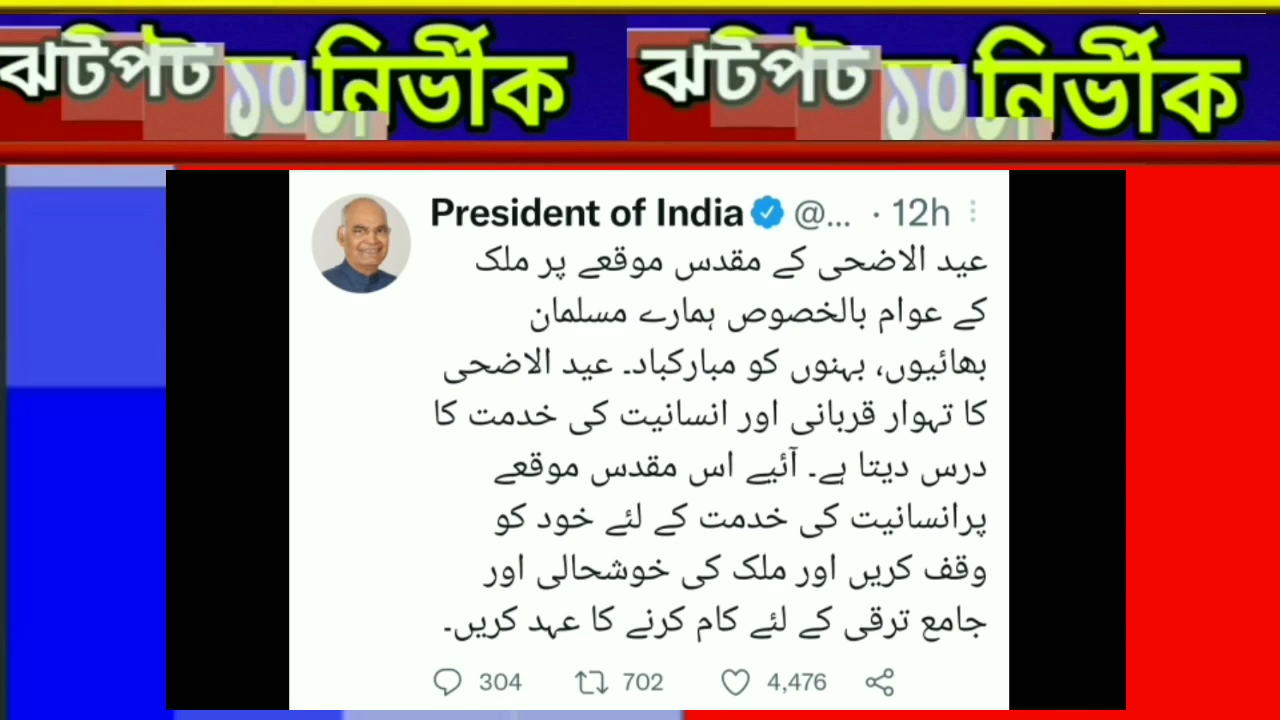 ঝটপট ১০ নির্ভীক ঝটপট ১০ নির্ভীক
President of India @... · 12h
عید الاضحی کے مقدس موقعے پر ملک
کے عوام بالخصوص ہمارے مسلمان
بھائیوں، بہنوں کو مبارکباد۔ عید الاضحی
کا تہوار قربانی اور انسانیت کی خدمت کا
درس دیتا ہے۔ آئیے اس مقدس موقعے
پرانسانیت کی خدمت کے لئے خود کو
وقف کریں اور ملک کی خوشحالی اور
جامع ترقی کے لئے کام کرنے کا عہد کریں۔
304 702 4,476